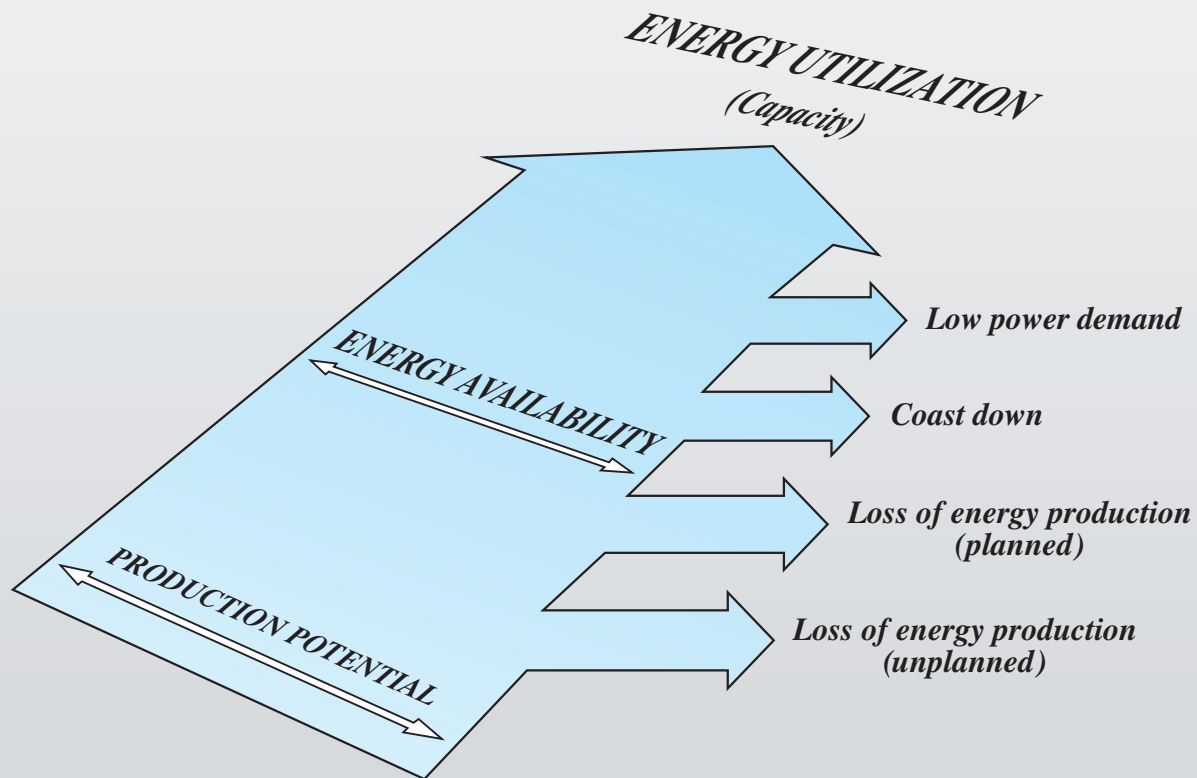 ENERGY UTILIZATION
(Capacity)
Low power demand
ENERGY AVAILABILITY
Coast down
Loss of energy production
(planned)
PRODUCTION POTENTIAL
Loss of energy production
(unplanned)